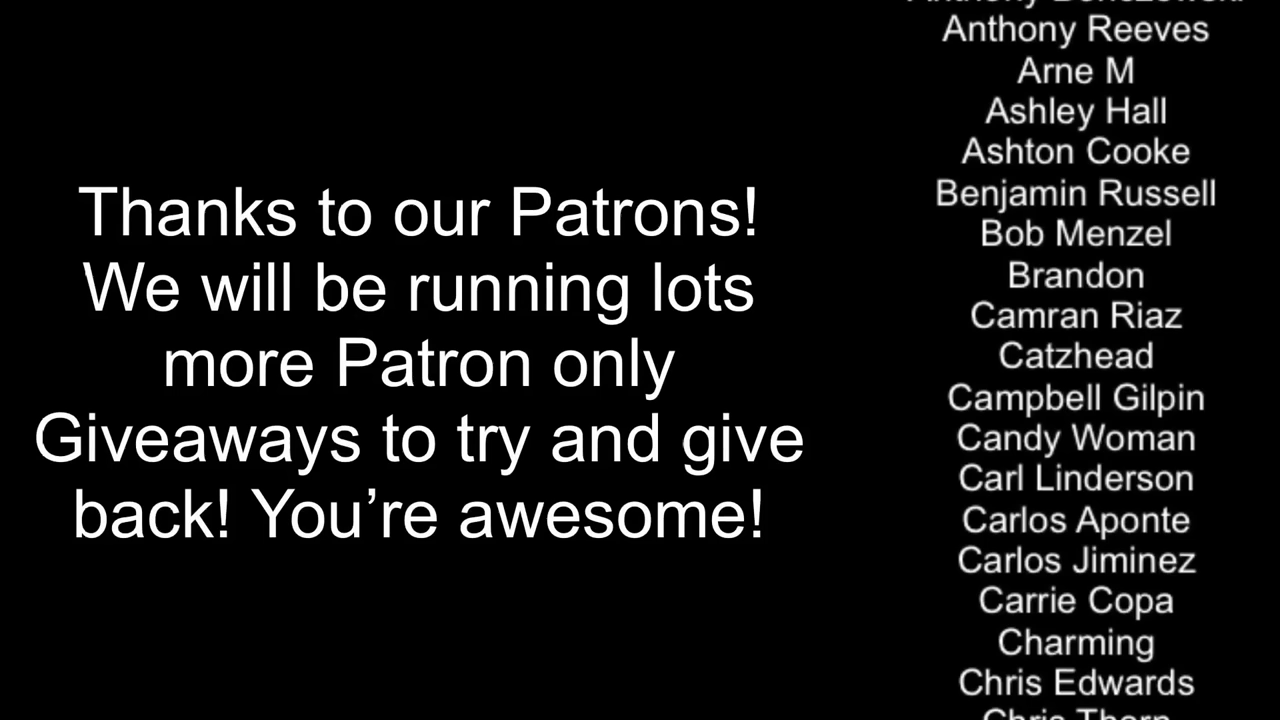 Thanks to our Patrons!
We will be running lots
more Patron only
Giveaways to try and give
back! You’re awesome!
Anthony Reeves
Arne M
Ashley Hall
Ashton Cooke
Benjamin Russell
Bob Menzel
Brandon
Camran Riaz
Catzhead
Campbell Gilpin
Candy Woman
Carl Linderson
Carlos Aponte
Carlos Jiminez
Carrie Copa
Charming
Chris Edwards